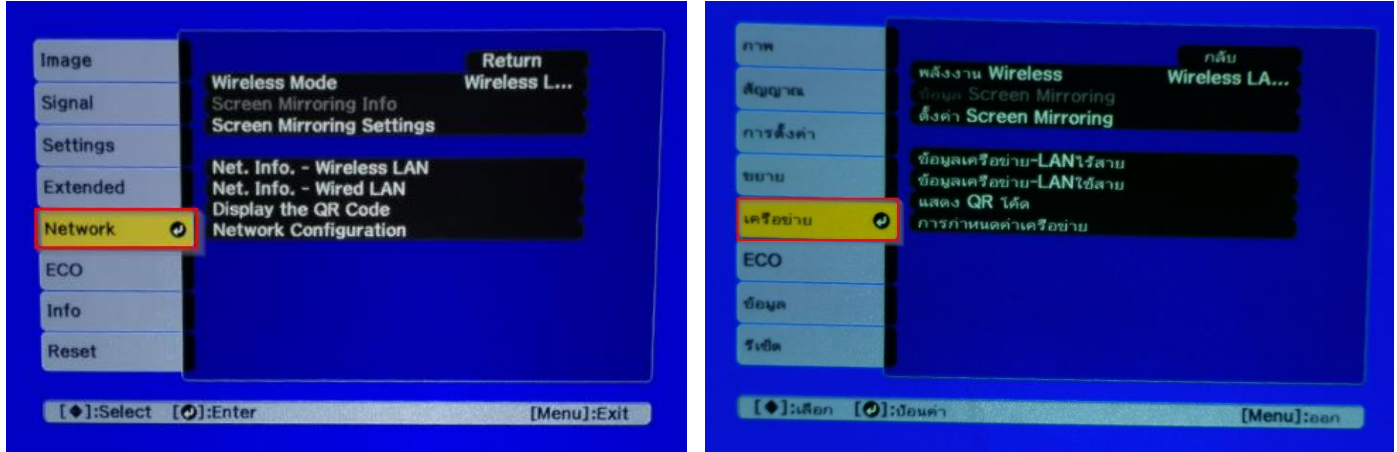 Image
Signal
Settings
Extended
Network
ECO
Info
Reset
Return
Wireless Mode Wireless L...
Screen Mirroring Info
Screen Mirroring Settings
Net. Info. - Wireless LAN
Net. Info. - Wired LAN
Display the QR Code
Network Configuration
[◆]:Select [↵]:Enter [Menu]:Exit
ภาพ
สัญญาณ
การตั้งค่า
ขยาย
เครือข่าย
ECO
ข้อมูล
รีเซ็ต
กลับ
พลังงาน Wireless Wireless LA...
ข้อมูล Screen Mirroring
ตั้งค่า Screen Mirroring
ข้อมูลเครือข่าย-LANไร้สาย
ข้อมูลเครือข่าย-LANใช้สาย
แสดง QR โค้ด
การกำหนดค่าเครือข่าย
[◆]:เลือก [↵]:ป้อนค่า [Menu]:ออก